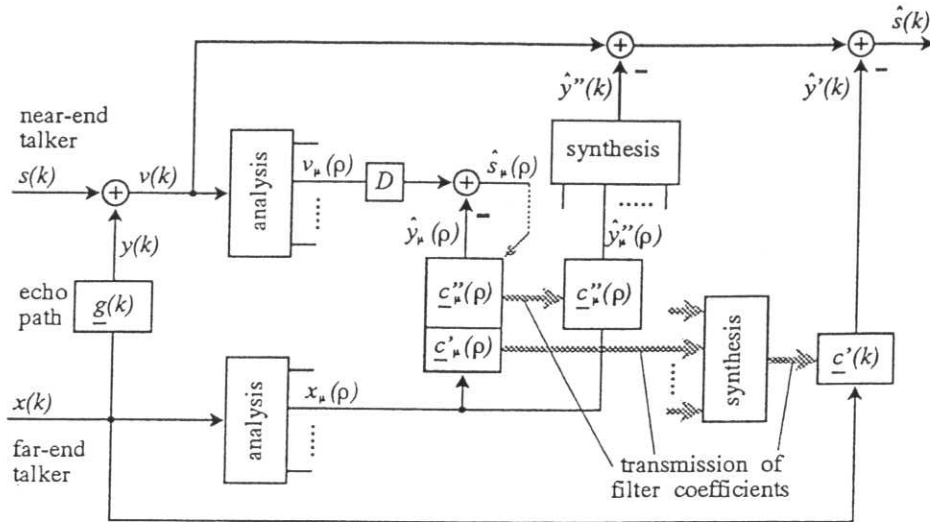 ŝ(k)
+
+
−
−
ŷ''(k)
ŷ'(k)
near-end
talker
synthesis
analysis
v_μ(ρ)
D
+
ŝ_μ(ρ)
s(k)
+
v(k)
.....
.....
−
ŷ_μ(ρ)
ŷ''_μ(ρ)
y(k)
echo
path
g(k)
c''_μ(ρ)
c''_μ(ρ)
c'_μ(ρ)
synthesis
.....
c'(k)
x(k)
analysis
x_μ(ρ)
.....
far-end
talker
transmission of
filter coefficients